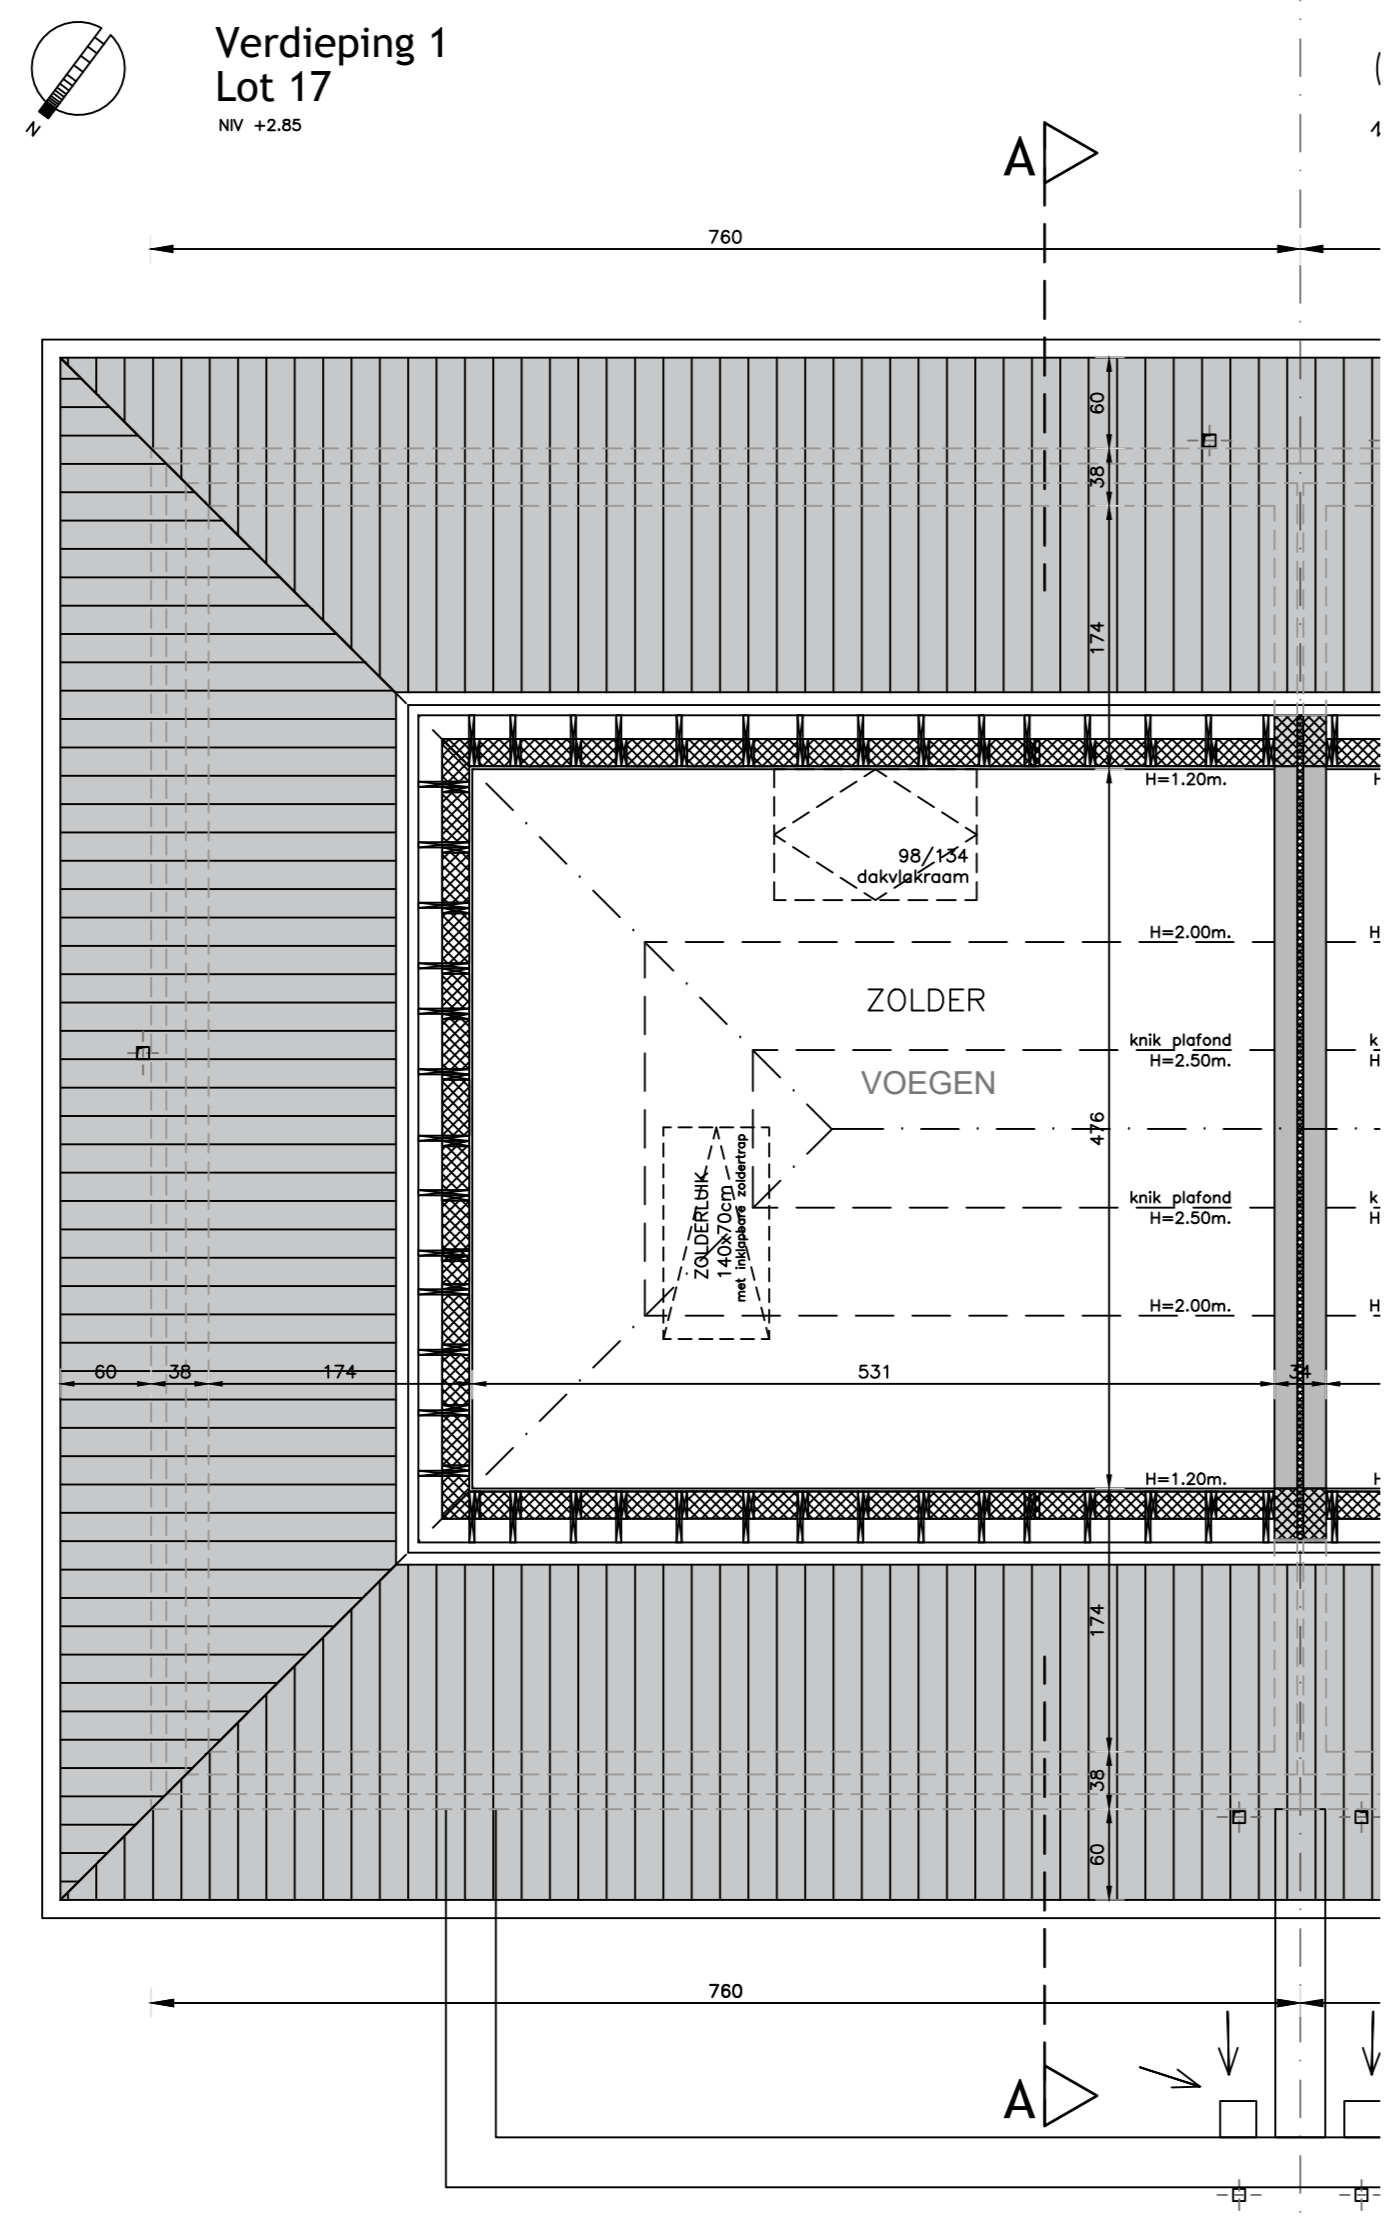 Verdieping 1
Lot 17
NIV +2.85
N
A
760
60
38
174
H=1.20m.
98/134
dakvlakraam
H=2.00m.
ZOLDER
knik plafond
H=2.50m.
VOEGEN
476
ZOLDERLUIK
140x70cm
met inklapbare zoldertrap
knik plafond
H=2.50m.
H=2.00m.
60
38
174
531
34
H=1.20m.
174
38
60
760
A
H
H
k
H
k
H
H
H